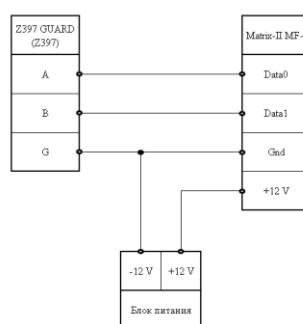 Z397 GUARD
(Z397)
Matrix-II MF-
A
Data0
B
Data1
G
Gnd
+12 V
-12 V
+12 V
Блок питания